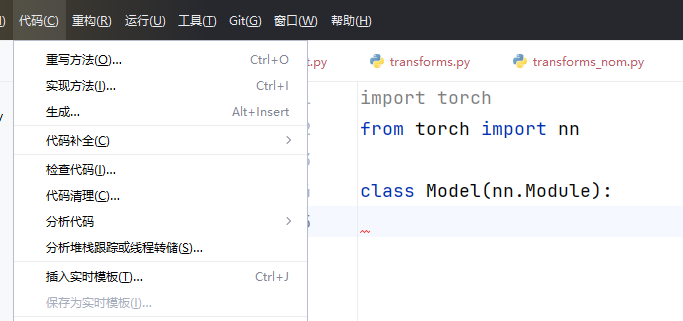 代码(C) 重构(R) 运行(U) 工具(T) Git(G) 窗口(W) 帮助(H)
重写方法(O)... Ctrl+O
实现方法(I)... Ctrl+I
生成... Alt+Insert
代码补全(C)
检查代码(I)...
代码清理(C)...
分析代码
分析堆栈跟踪或线程转储(S)...
插入实时模板(T)... Ctrl+J
保存为实时模板(I)...
t.py transforms.py transforms_nom.py
import torch
from torch import nn
class Model(nn.Module):